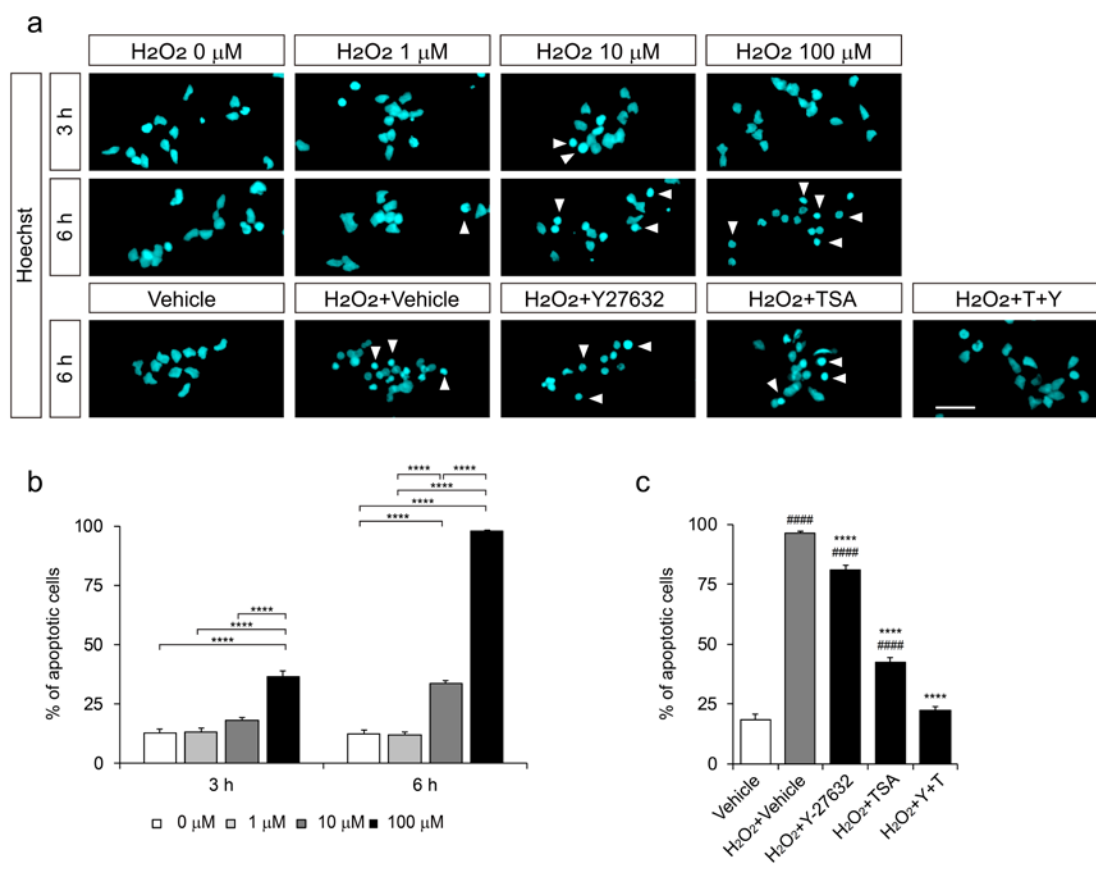 a
H2O2 0 μM H2O2 1 μM H2O2 10 μM H2O2 100 μM
Hoechst
3 h
6 h
Vehicle H2O2+Vehicle H2O2+Y27632 H2O2+TSA H2O2+T+Y
6 h
b
% of apoptotic cells
100
75
50
25
0
**** **** ****
**** **** **** **** ****
3 h 6 h
0 μM 1 μM 10 μM 100 μM
c
% of apoptotic cells
100
75
50
25
0
####
****
####
****
####
****
Vehicle
H₂O₂+Vehicle
H₂O₂+Y-27632
H₂O₂+TSA
H₂O₂+Y+T